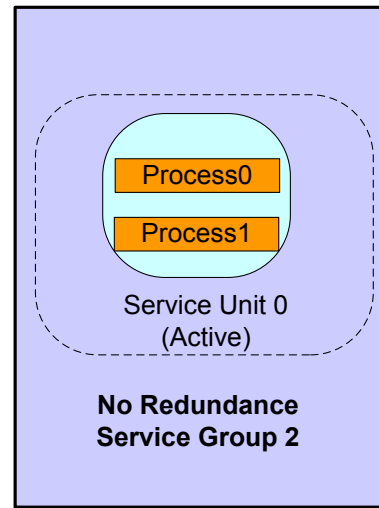 Process0
Process1
Service Unit 0
(Active)
No Redundance
Service Group 2